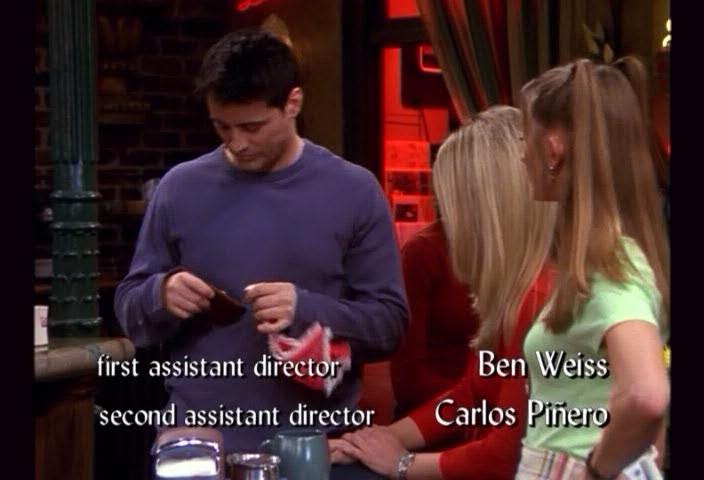 first assistant director Ben Weiss
second assistant director Carlos Piñero